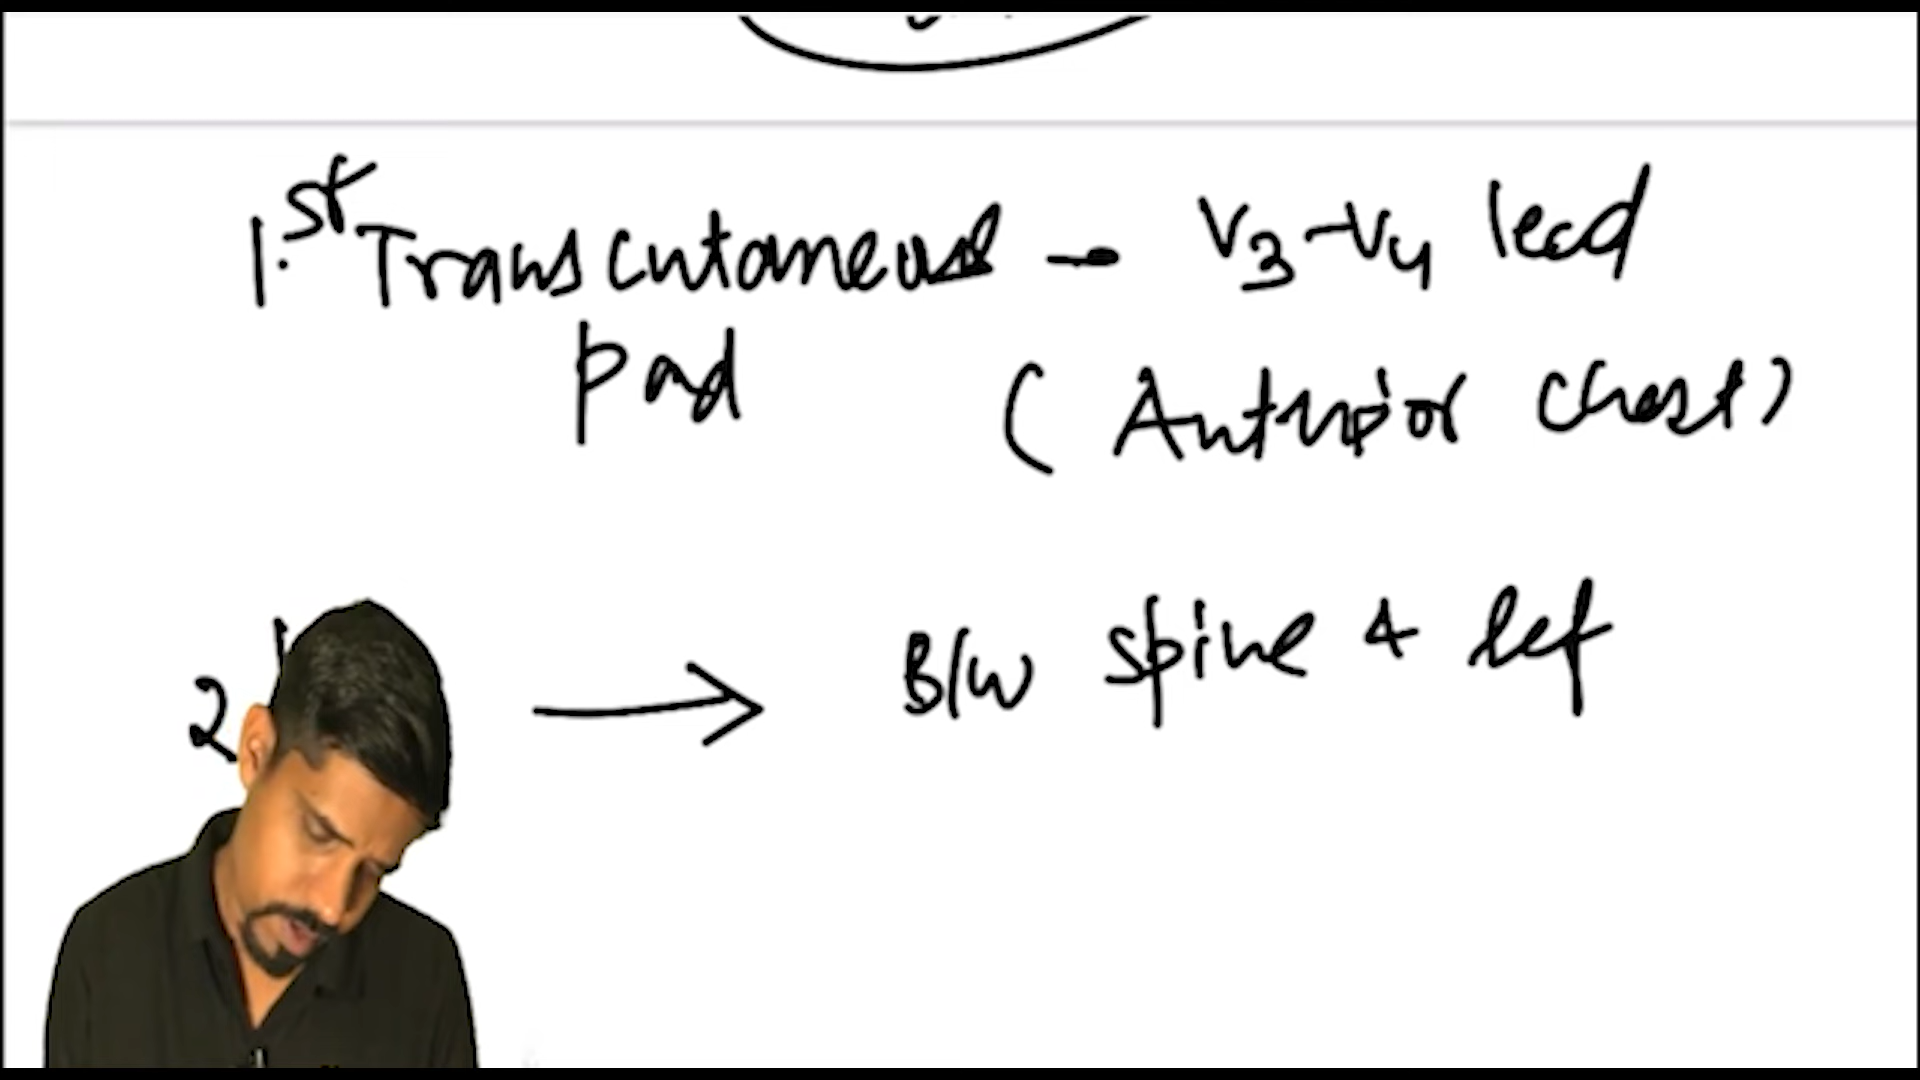 1.st Transcutaneous - V3-V4 lead
Pad (Anterior chest)
2 → B/W spine & lef